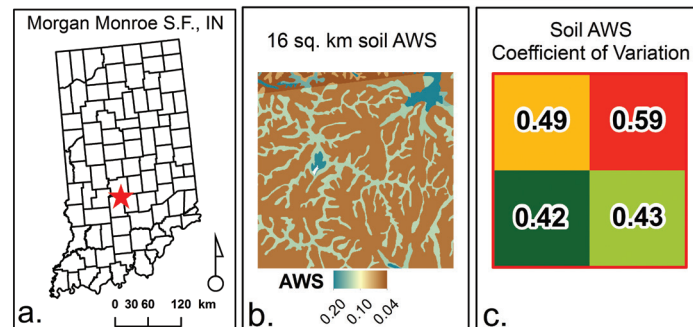 Morgan Monroe S.F., IN
0 30 60 120 km
a.
16 sq. km soil AWS
AWS
0.20 0.10 0.04
b.
Soil AWS
Coefficient of Variation
0.49 0.59
0.42 0.43
c.